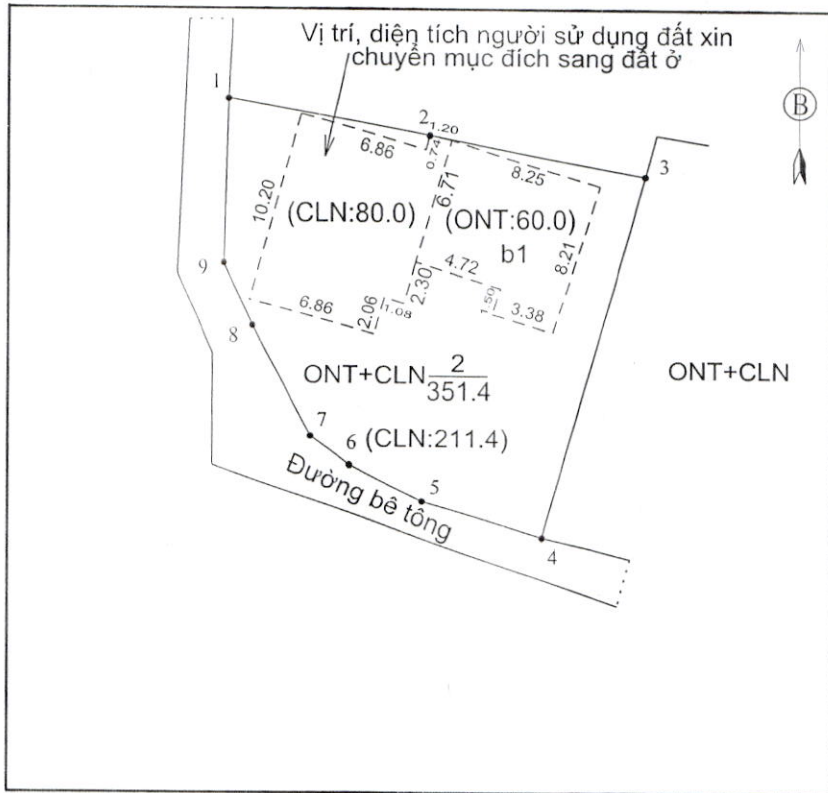 Vị trí, diện tích người sử dụng đất xin
chuyển mục đích sang đất ở
B
1
2
1.20
3
6.86
0.74
8.25
10.20
6.71
(CLN:80.0)
(ONT:60.0)
b1
8.21
4.72
9
2.30
6.86
2.06
1.08
1.50
3.38
8
ONT+CLN 2
351.4
ONT+CLN
7
6
(CLN:211.4)
5
Đường bê tông
4